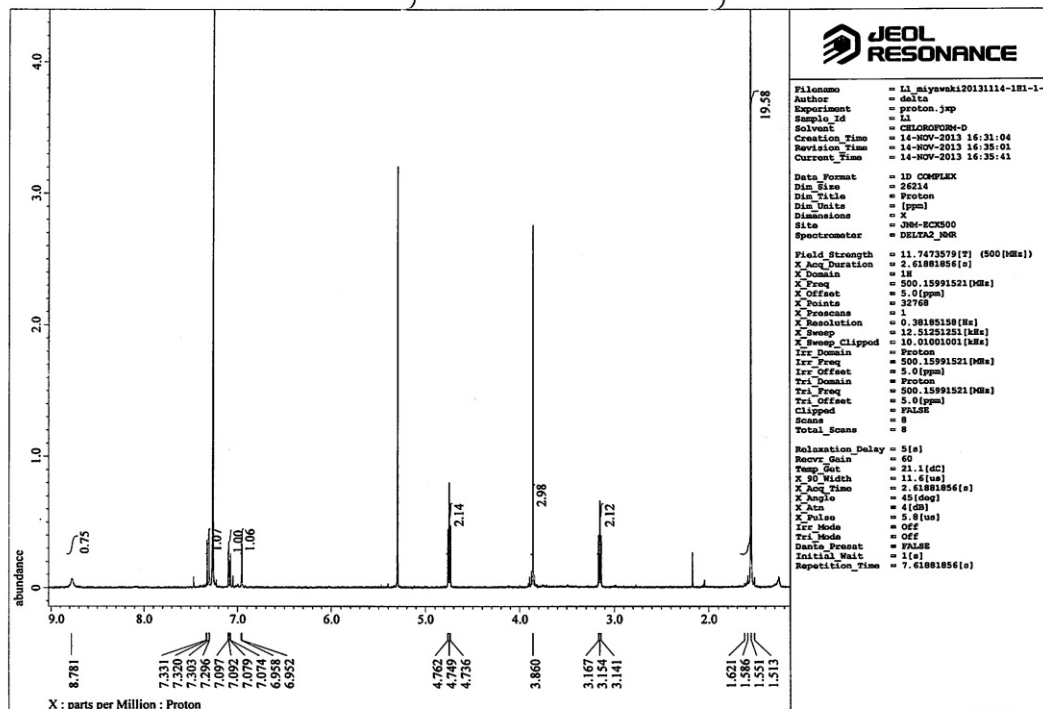 JEOL
RESONANCE
Filename = L1_miyawaki20131114-1H1-1-
Author = delta
Experiment = proton.jxp
Sample_Id = L1
Solvent = CHLOROFORM-D
Creation_Time = 14-NOV-2013 16:31:04
Revision_Time = 14-NOV-2013 16:35:01
Current_Time = 14-NOV-2013 16:35:41
Data_Format = 1D COMPLEX
Dim_Size = 26214
Dim_Title = Proton
Dim_Units = [ppm]
Dimensions = X
Site = JNM-ECX500
Spectrometer = DELTA2_NMR
Field_Strength = 11.7473579[T] (500[MHz])
X_Acq_Duration = 2.61881856[s]
X_Domain = 1H
X_Freq = 500.15991521[MHz]
X_Offset = 5.0[ppm]
X_Points = 32768
X_Prescans = 1
X_Resolution = 0.38185158[Hz]
X_Sweep = 12.51251251[kHz]
X_Sweep_Clipped = 10.01001001[kHz]
Irr_Domain = Proton
Irr_Freq = 500.15991521[MHz]
Irr_Offset = 5.0[ppm]
Tri_Domain = Proton
Tri_Freq = 500.15991521[MHz]
Tri_Offset = 5.0[ppm]
Clipped = FALSE
Scans = 8
Total_Scans = 8
Relaxation_Delay = 5[s]
Recvr_Gain = 60
Temp_Get = 21.1[dC]
X_90_Width = 11.6[us]
X_Acq_Time = 2.61881856[s]
X_Angle = 45[deg]
X_Atn = 4[dB]
X_Pulse = 5.8[us]
Irr_Mode = Off
Tri_Mode = Off
Dante_Presat = FALSE
Initial_Wait = 1[s]
Repetition_Time = 7.61881856[s]
abundance
4.0
3.0
2.0
1.0
0
0.75
1.07
1.00
1.06
2.14
2.98
2.12
19.58
9.0 8.0 7.0 6.0 5.0 4.0 3.0 2.0
8.781
7.331
7.320
7.303
7.296
7.097
7.092
7.079
7.074
6.958
6.952
4.762
4.749
4.736
3.860
3.167
3.154
3.141
1.621
1.586
1.551
1.513
X : parts per Million : Proton